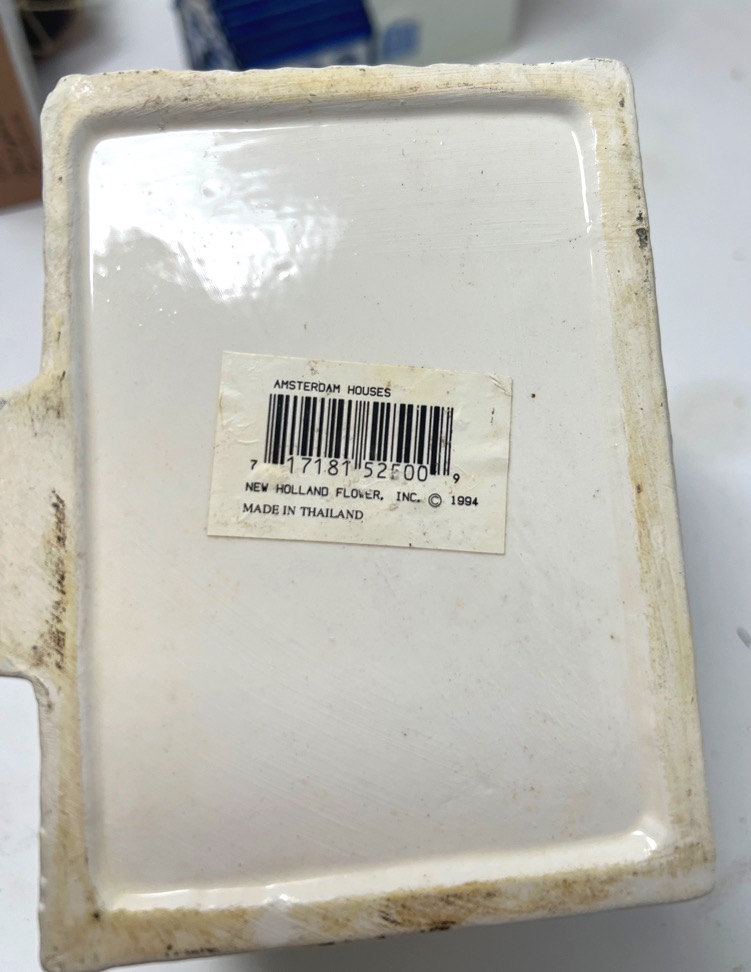 AMSTERDAM HOUSES
7 17181 52500 9
NEW HOLLAND FLOWER, INC. © 1994
MADE IN THAILAND